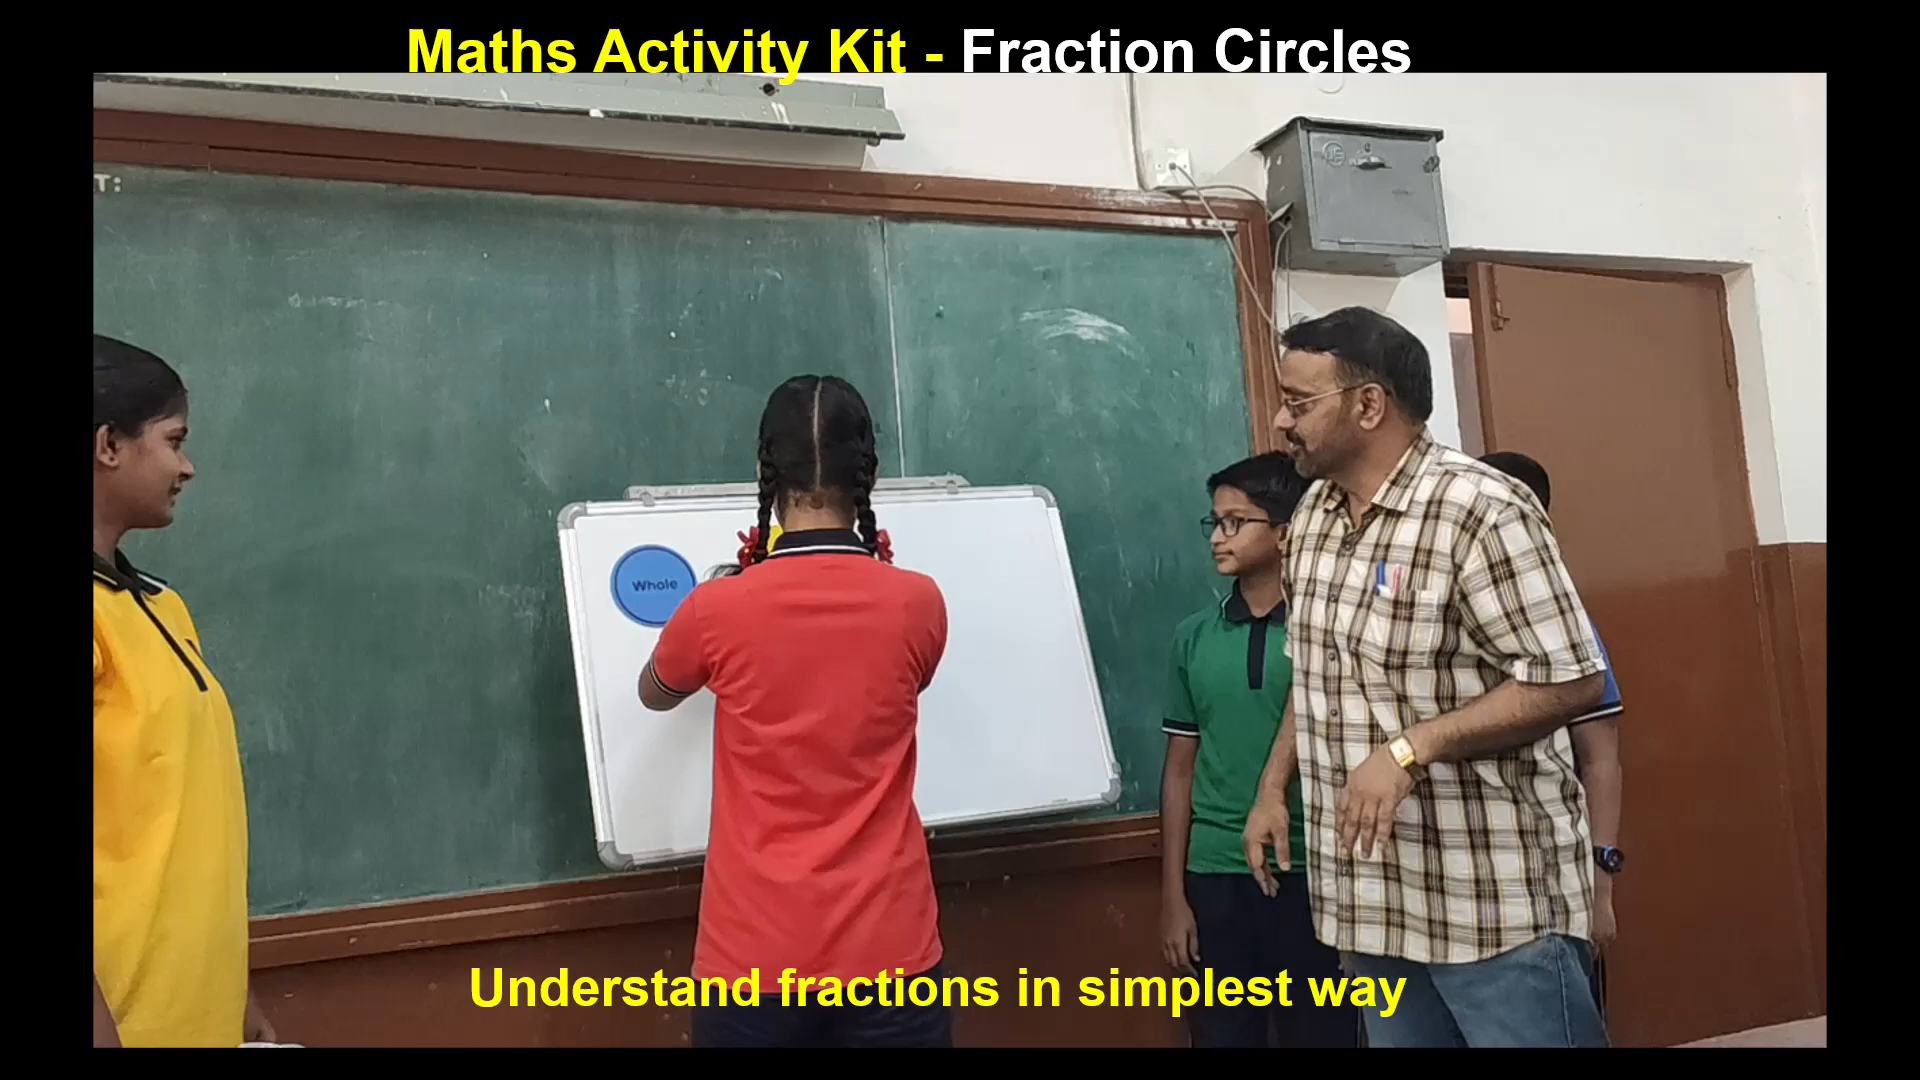 Maths Activity Kit - Fraction Circles
T:
Whole
Understand fractions in simplest way